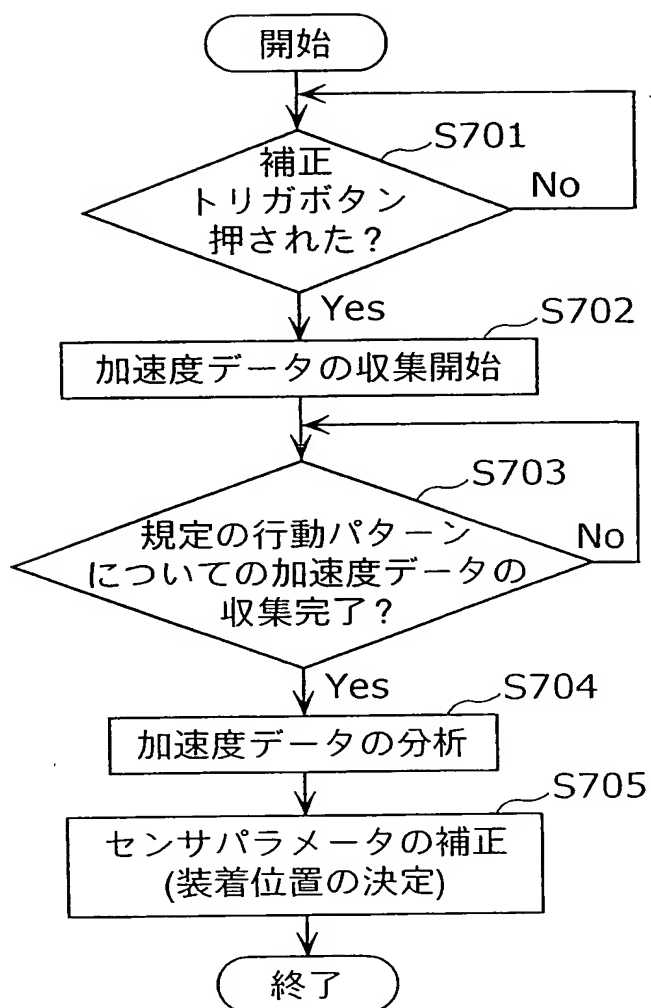 開始
S701
補正
トリガボタン
押された?
No
Yes
S702
加速度データの収集開始
S703
規定の行動パターン
についての加速度データの
収集完了?
No
Yes
S704
加速度データの分析
S705
センサパラメータの補正
(装着位置の決定)
終了